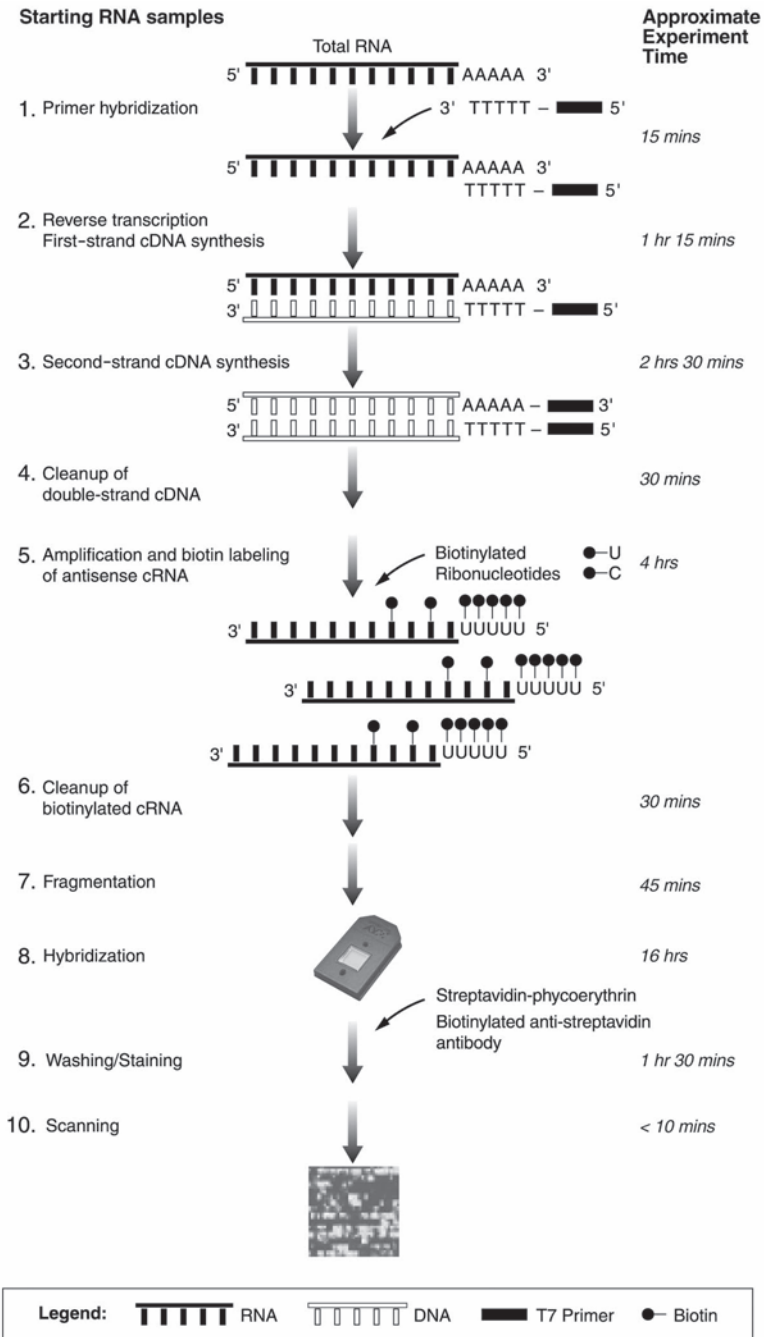 Starting RNA samples
Approximate
Experiment
Time
Total RNA
5' AAAAA 3'
1. Primer hybridization
3' TTTTT – 5'
15 mins
5' AAAAA 3'
TTTTT – 5'
2. Reverse transcription
First-strand cDNA synthesis
1 hr 15 mins
5' AAAAA 3'
3' TTTTT – 5'
3. Second-strand cDNA synthesis
2 hrs 30 mins
5' AAAAA – 3'
3' TTTTT – 5'
4. Cleanup of
double-strand cDNA
30 mins
5. Amplification and biotin labeling
of antisense cRNA
Biotinylated
Ribonucleotides
U
C
4 hrs
3' UUUUU 5'
3' UUUUU 5'
3' UUUUU 5'
6. Cleanup of
biotinylated cRNA
30 mins
7. Fragmentation
45 mins
8. Hybridization
16 hrs
Streptavidin-phycoerythrin
Biotinylated anti-streptavidin
antibody
9. Washing/Staining
1 hr 30 mins
10. Scanning
< 10 mins
Legend: RNA DNA T7 Primer Biotin